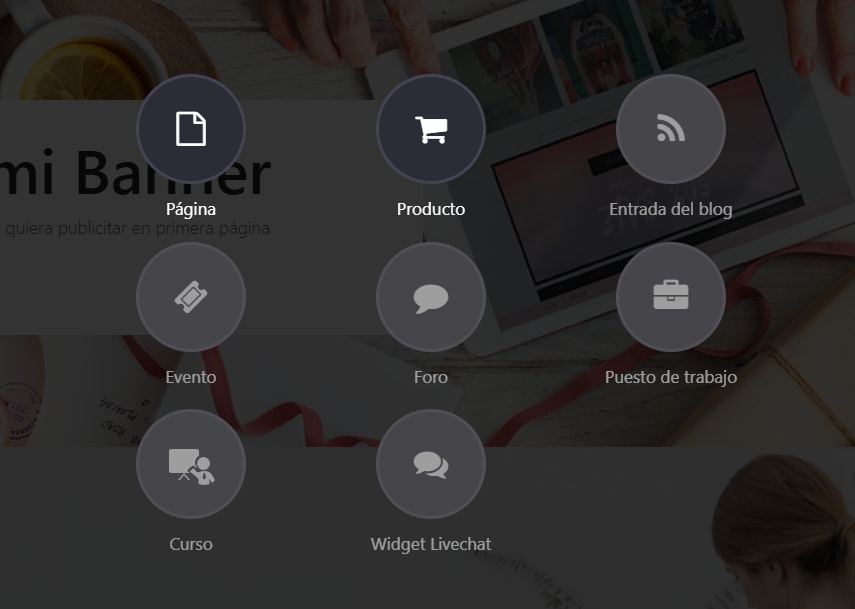 mi Banner
quiera publicitar en primera página
Página
Producto
Entrada del blog
Evento
Foro
Puesto de trabajo
Curso
Widget Livechat